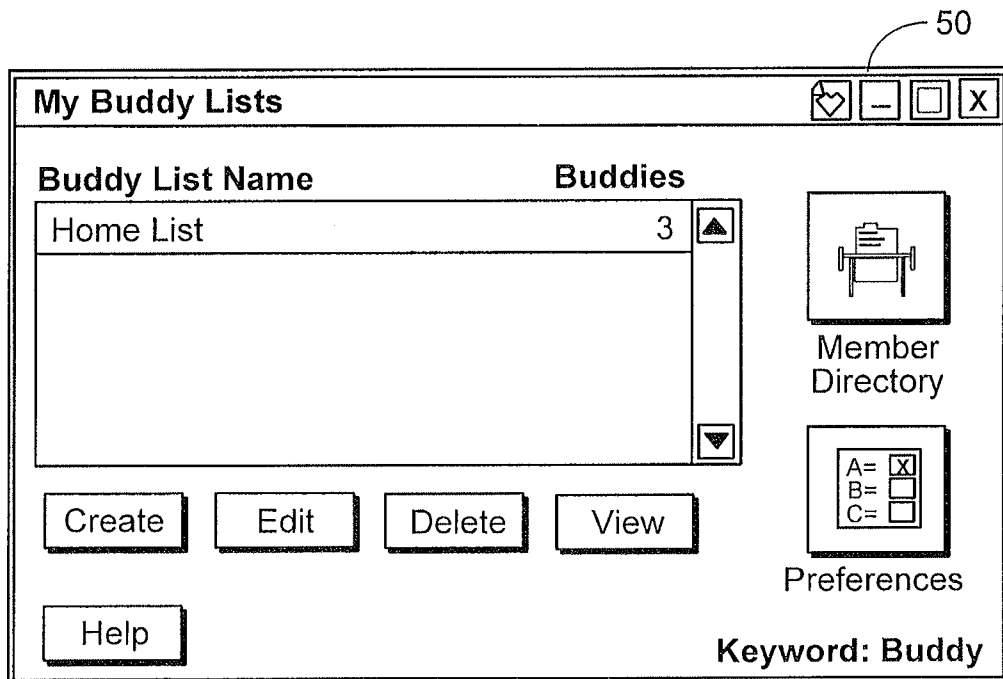 50
My Buddy Lists
X
Buddy List Name Buddies
Home List 3
Member
Directory
A= X
B=
C=
Create Edit Delete View
Preferences
Help
Keyword: Buddy